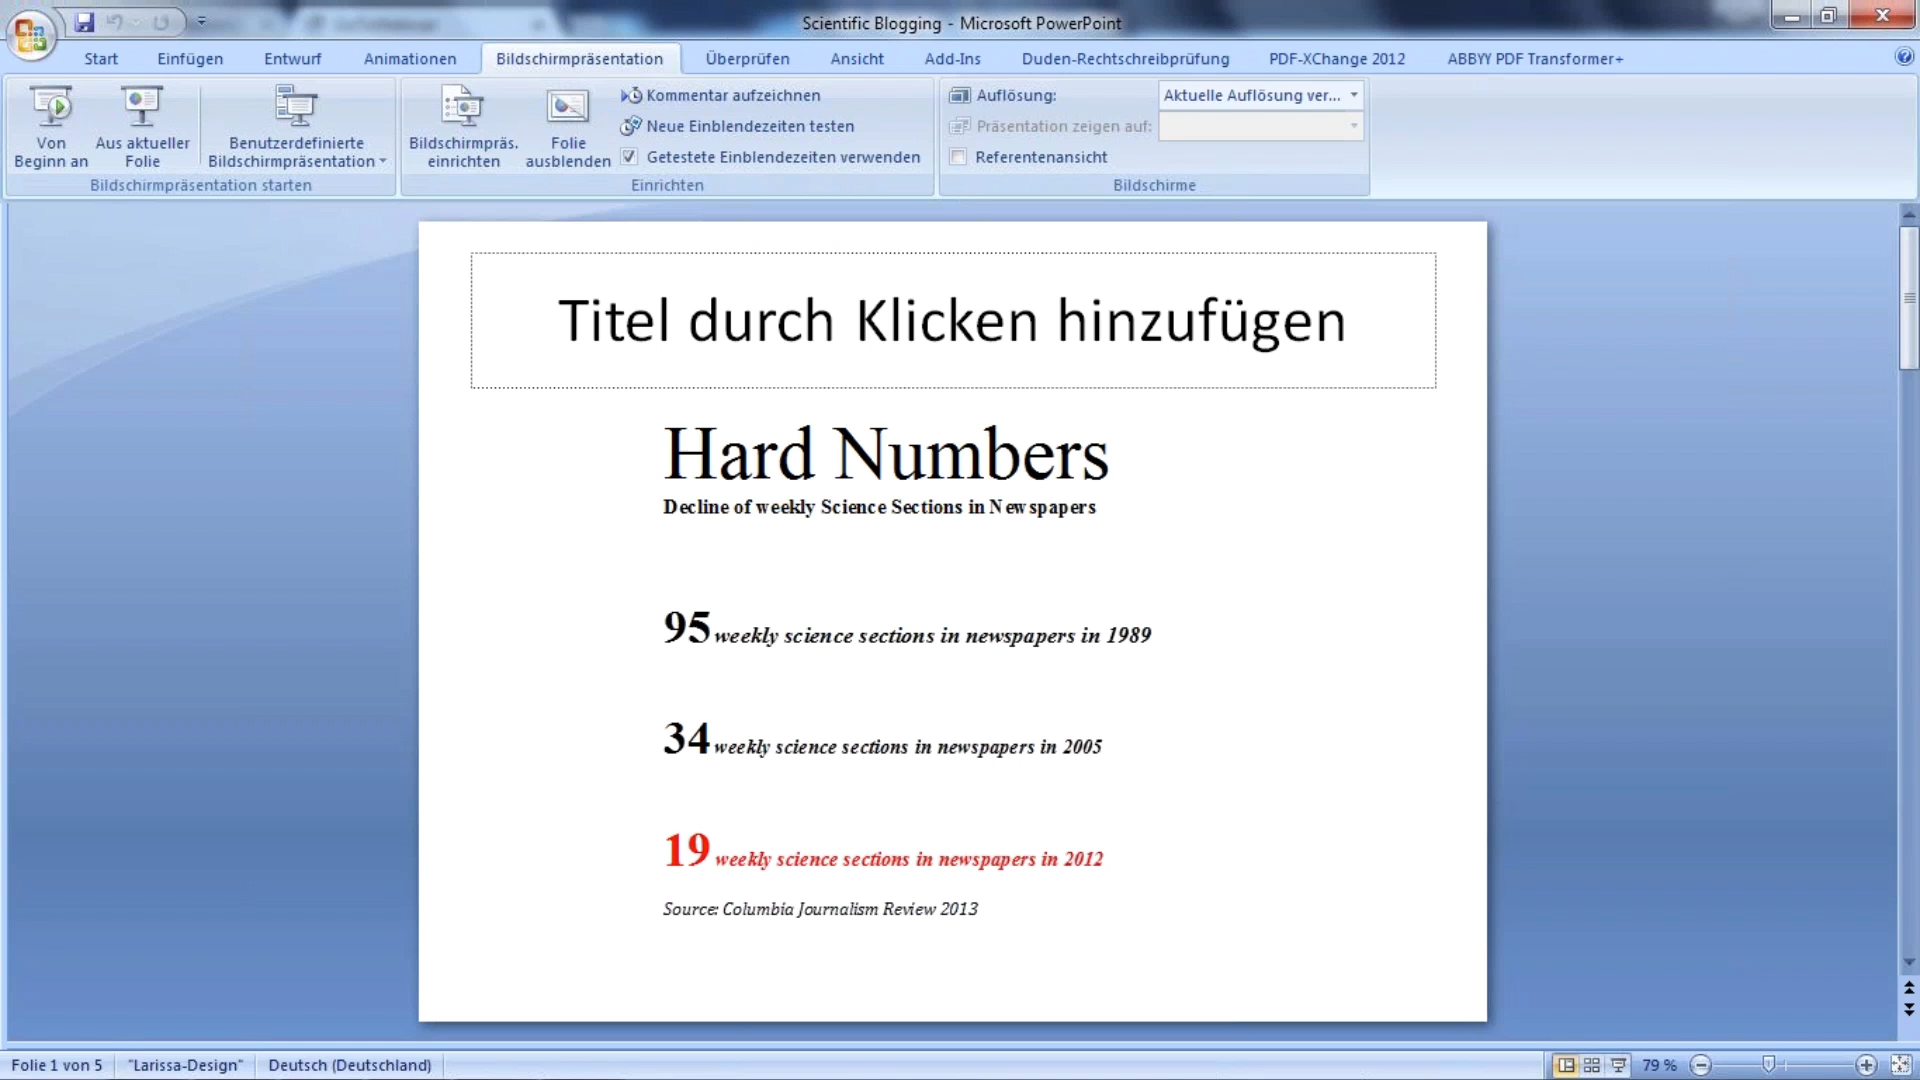 Scientific Blogging - Microsoft PowerPoint
Start Einfügen Entwurf Animationen Bildschirmpräsentation Überprüfen Ansicht Add-Ins Duden-Rechtschreibprüfung PDF-XChange 2012 ABBYY PDF Transformer+
Von Beginn an
Aus aktueller Folie
Benutzerdefinierte Bildschirmpräsentation
Bildschirmpräsentation starten
Bildschirmpräs. einrichten
Folie ausblenden
Kommentar aufzeichnen
Neue Einblendezeiten testen
Getestete Einblendezeiten verwenden
Einrichten
Auflösung: Aktuelle Auflösung ver...
Präsentation zeigen auf:
Referentenansicht
Bildschirme
Titel durch Klicken hinzufügen
Hard Numbers
Decline of weekly Science Sections in Newspapers
95 weekly science sections in newspapers in 1989
34 weekly science sections in newspapers in 2005
19 weekly science sections in newspapers in 2012
Source: Columbia Journalism Review 2013
Folie 1 von 5 "Larissa-Design" Deutsch (Deutschland) 79 %